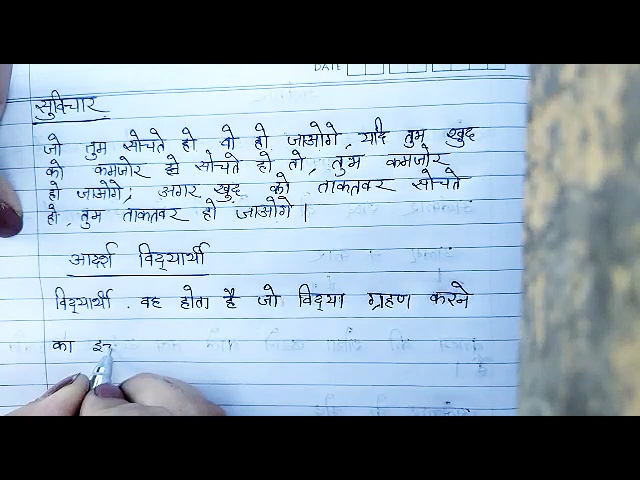 DATE
सुविचार
जो तुम सोचते हो वो हो जाओगे, यदि तुम खुद
को कमजोर सोचते हो तो, तुम कमजोर
हो जाओगे; अगर खुद को ताकतवर सोचते
हो, तुम ताकतवर हो जाओगे।
आदर्श विद्यार्थी
विद्यार्थी वह होता है जो विद्या ग्रहण करने
का